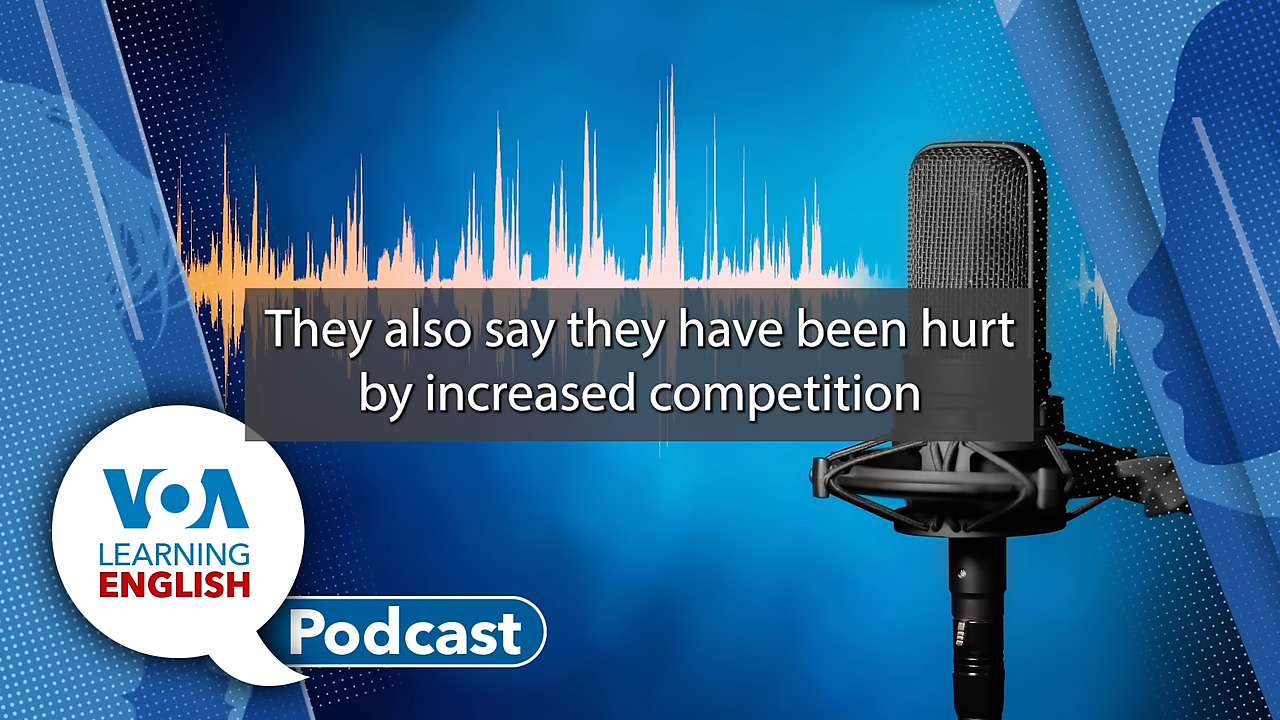 They also say they have been hurt
by increased competition
VOA
LEARNING
ENGLISH
Podcast